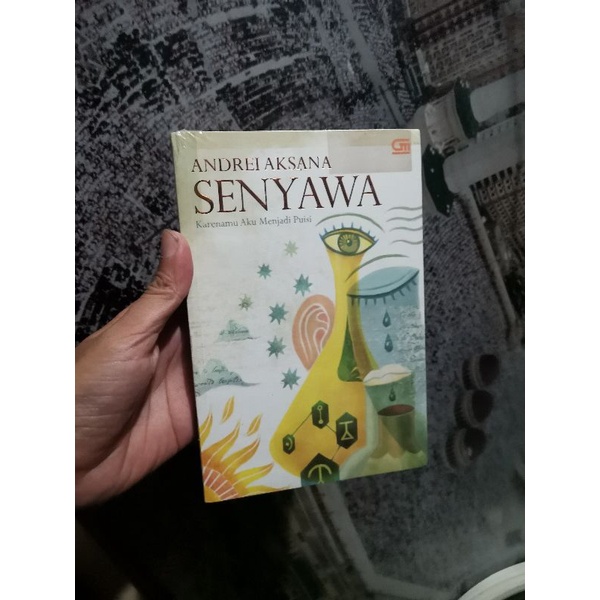 ANDREI AKSANA
SENYAWA
Karenamu Aku Menjadi Puisi